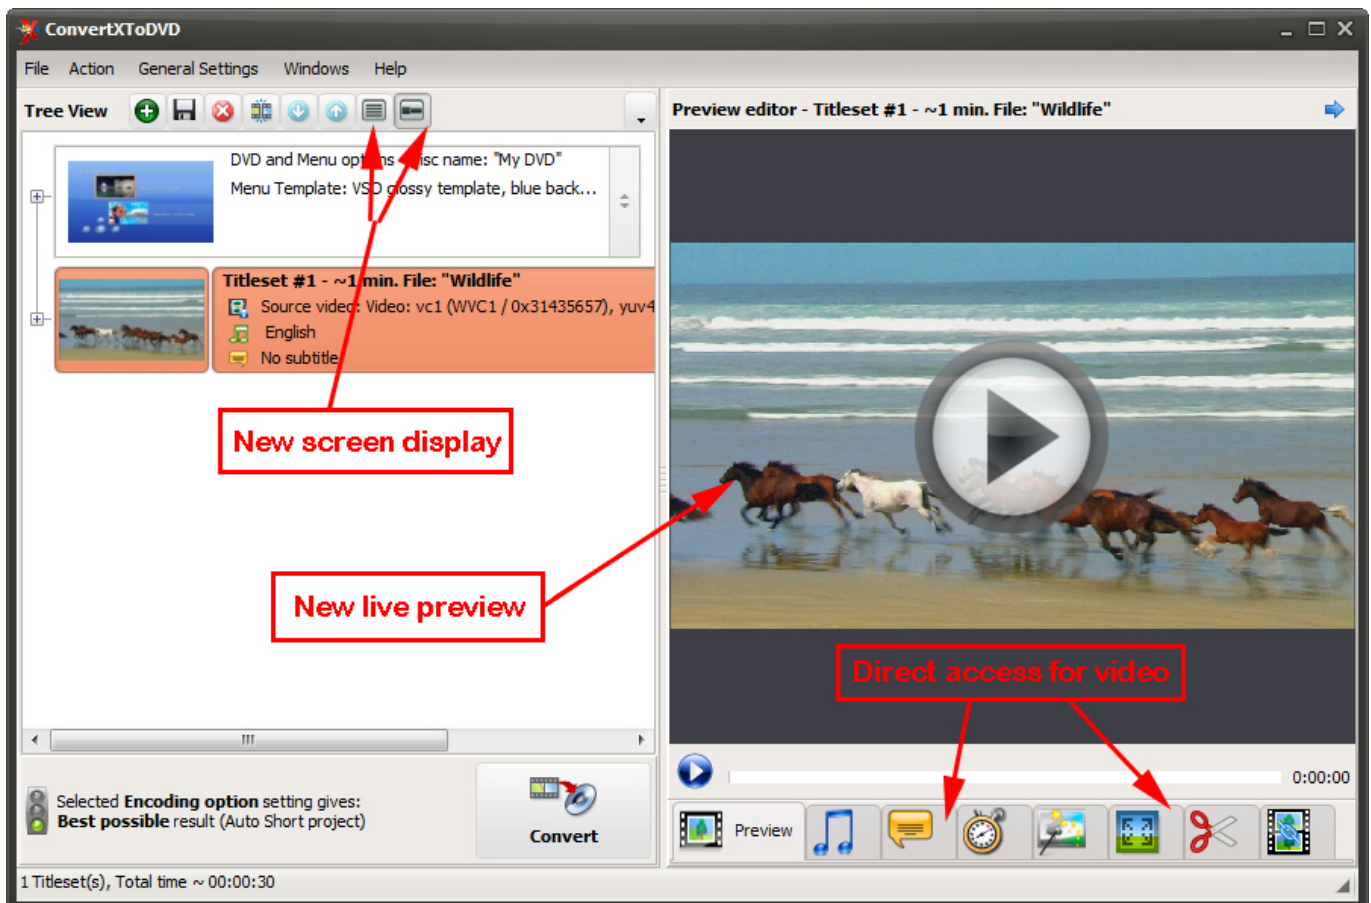 ConvertXToDVD
File Action General Settings Windows Help
Tree View
DVD and Menu options isc name: "My DVD"
Menu Template: VSO glossy template, blue back...
Titleset #1 - ~1 min. File: "Wildlife"
Source video: Video: vc1 (WVC1 / 0x31435657), yuv4
English
No subtitle
New screen display
New live preview
Selected Encoding option setting gives:
Best possible result (Auto Short project)
Convert
Preview editor - Titleset #1 - ~1 min. File: "Wildlife"
Direct access for video
0:00:00
Preview
1 Titleset(s), Total time ~ 00:00:30